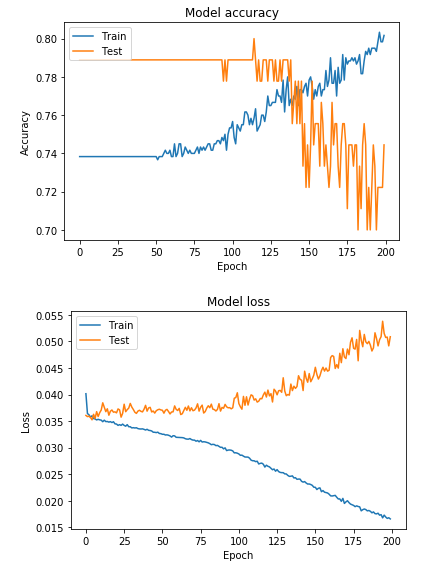 Model accuracy
Train
Test
0.80
0.78
0.76
0.74
0.72
0.70
Accuracy
0 25 50 75 100 125 150 175 200
Epoch
Model loss
Train
Test
0.055
0.050
0.045
0.040
0.035
0.030
0.025
0.020
0.015
Loss
0 25 50 75 100 125 150 175 200
Epoch